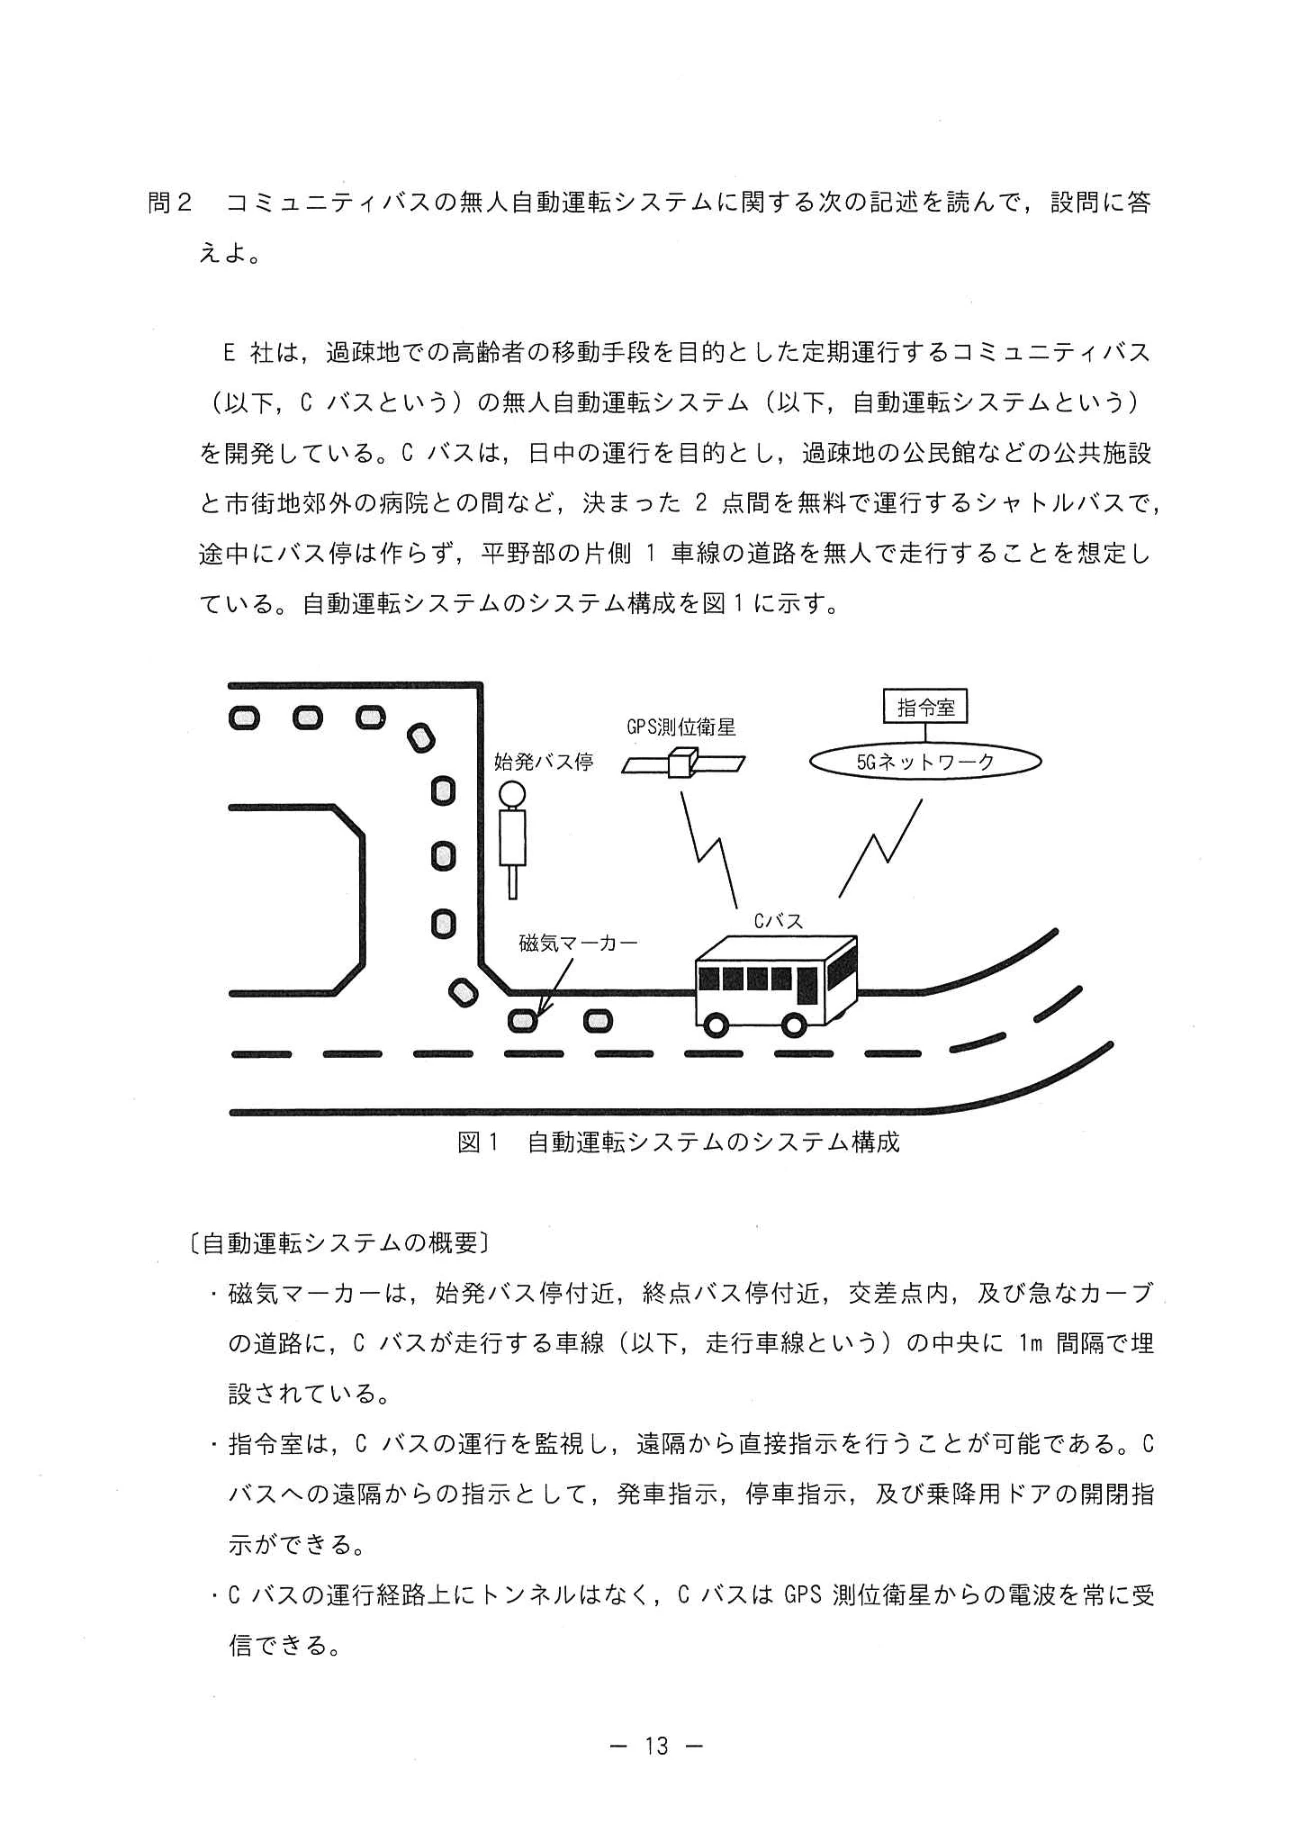 問2　コミュニティバスの無人自動運転システムに関する次の記述を読んで，設問に答
えよ。
E 社は，過疎地での高齢者の移動手段を目的とした定期運行するコミュニティバス
（以下，C バスという）の無人自動運転システム（以下，自動運転システムという）
を開発している。C バスは，日中の運行を目的とし，過疎地の公民館などの公共施設
と市街地郊外の病院との間など，決まった 2 点間を無料で運行するシャトルバスで，
途中にバス停は作らず，平野部の片側 1 車線の道路を無人で走行することを想定し
ている。自動運転システムのシステム構成を図1に示す。
指令室
GPS測位衛星
5Gネットワーク
始発バス停
Cバス
磁気マーカー
図1　自動運転システムのシステム構成
〔自動運転システムの概要〕
・磁気マーカーは，始発バス停付近，終点バス停付近，交差点内，及び急なカーブ
の道路に，C バスが走行する車線（以下，走行車線という）の中央に 1m 間隔で埋
設されている。
・指令室は，C バスの運行を監視し，遠隔から直接指示を行うことが可能である。C
バスへの遠隔からの指示として，発車指示，停車指示，及び乗降用ドアの開閉指
示ができる。
・C バスの運行経路上にトンネルはなく，C バスは GPS 測位衛星からの電波を常に受
信できる。
－ 13 －